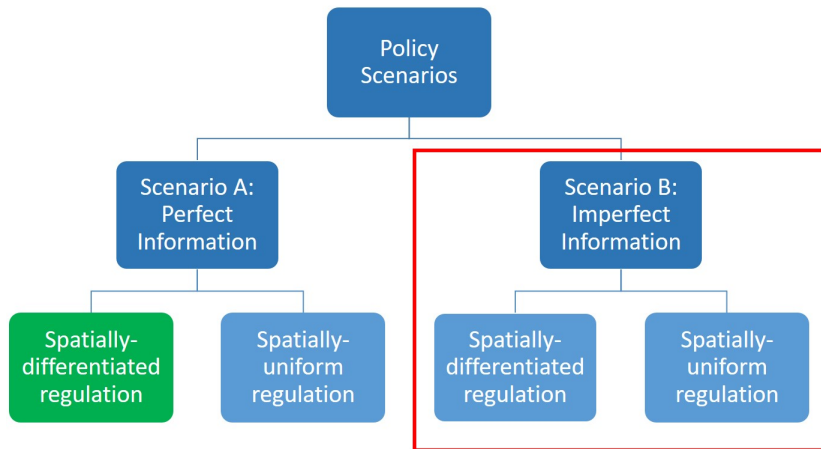 Policy
Scenarios
Scenario A:
Perfect
Information
Scenario B:
Imperfect
Information
Spatially-
differentiated
regulation
Spatially-
uniform
regulation
Spatially-
differentiated
regulation
Spatially-
uniform
regulation